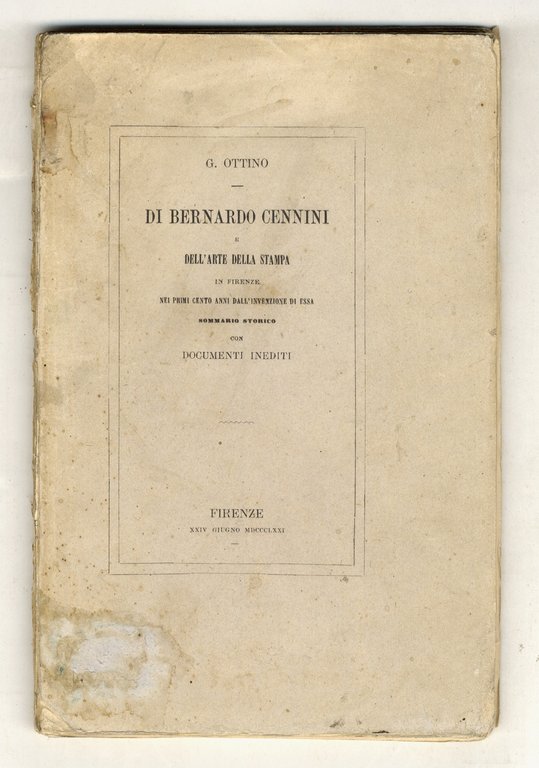 G. OTTINO
DI BERNARDO CENNINI
E
DELL'ARTE DELLA STAMPA
IN FIRENZE
NEI PRIMI CENTO ANNI DALL'INVENZIONE DI ESSA
SOMMARIO STORICO
CON
DOCUMENTI INEDITI
FIRENZE
XXIV GIUGNO MDCCCLXXI